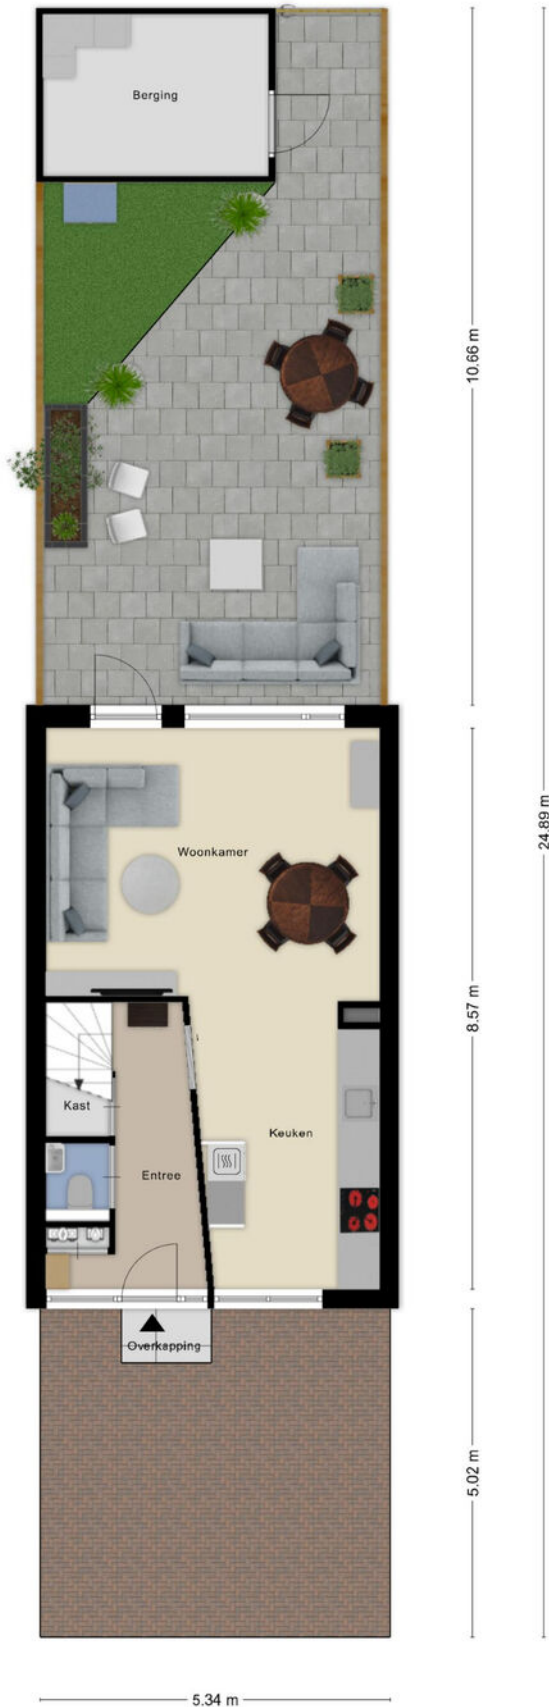 Berging
10.66 m
24.89 m
Woonkamer
8.57 m
Kast
Keuken
Entree
Overkapping
5.02 m
5.34 m